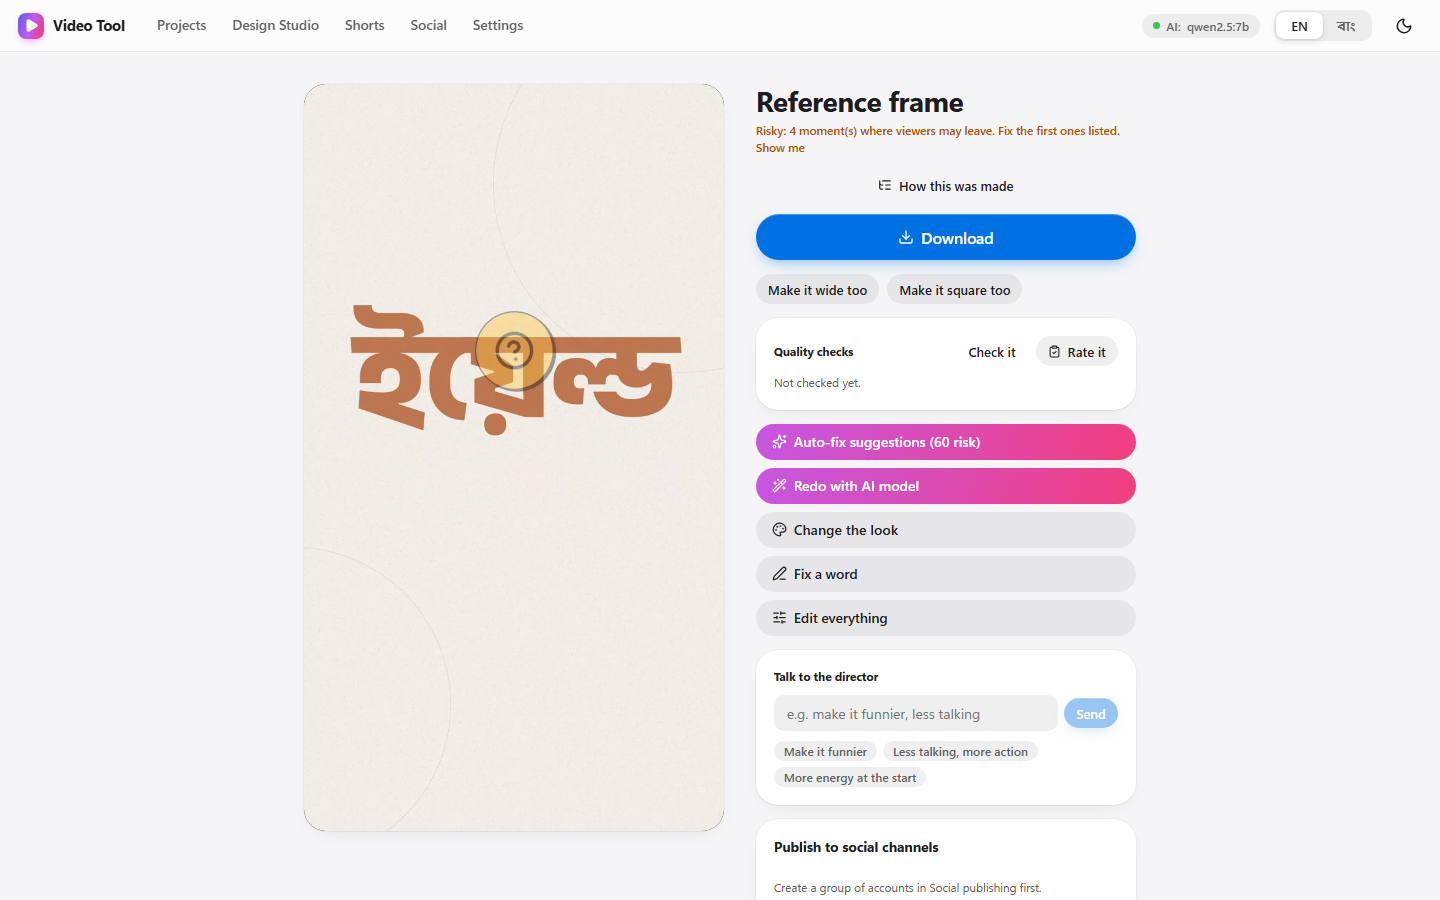 Video Tool
Projects
Design Studio
Shorts
Social
Settings
AI: qwen2.5:7b
EN
বাং
ইয়েল্ড
?
Reference frame
Risky: 4 moment(s) where viewers may leave. Fix the first ones listed.
Show me
How this was made
Download
Make it wide too
Make it square too
Quality checks
Check it
Rate it
Not checked yet.
Auto-fix suggestions (60 risk)
Redo with AI model
Change the look
Fix a word
Edit everything
Talk to the director
e.g. make it funnier, less talking
Send
Make it funnier
Less talking, more action
More energy at the start
Publish to social channels
Create a group of accounts in Social publishing first.